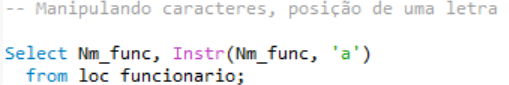 -- Manipulando caracteres, posição de uma letra
Select Nm_func, Instr(Nm_func, 'a')
from loc funcionario;